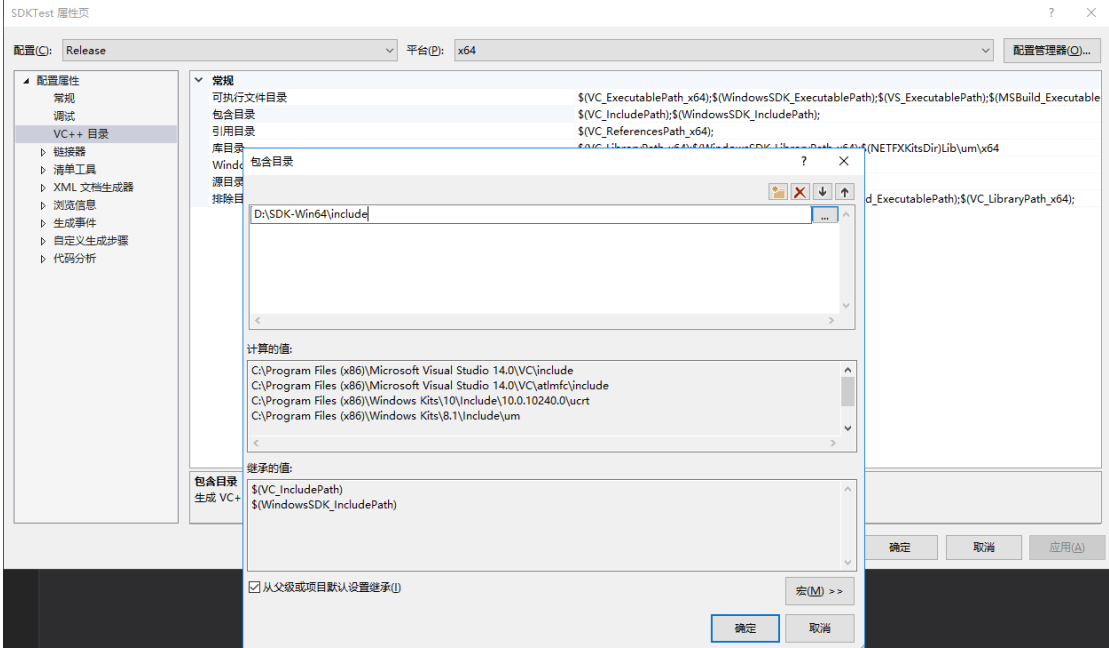 SDKTest 属性页
配置(C): Release 平台(P): x64 配置管理器(O)...
配置属性
常规
调试
VC++ 目录
链接器
清单工具
XML 文档生成器
浏览信息
生成事件
自定义生成步骤
代码分析
常规
可执行文件目录 $(VC_ExecutablePath_x64);$(WindowsSDK_ExecutablePath);$(VS_ExecutablePath);$(MSBuild_Executable
包含目录 $(VC_IncludePath);$(WindowsSDK_IncludePath);
引用目录 $(VC_ReferencesPath_x64);
库目录 $(VC_LibraryPath_x64);$(WindowsSDK_LibraryPath_x64);$(NETFXKitsDir)Lib\um\x64
Windo
源目录
排除目 d_ExecutablePath);$(VC_LibraryPath_x64);
包含目录
D:\SDK-Win64\include
...
计算的值:
C:\Program Files (x86)\Microsoft Visual Studio 14.0\VC\include
C:\Program Files (x86)\Microsoft Visual Studio 14.0\VC\atlmfc\include
C:\Program Files (x86)\Windows Kits\10\Include\10.0.10240.0\ucrt
C:\Program Files (x86)\Windows Kits\8.1\Include\um
继承的值:
$(VC_IncludePath)
$(WindowsSDK_IncludePath)
从父级或项目默认设置继承(I)
宏(M) >>
确定 取消
包含目录
生成 VC+
确定 取消 应用(A)